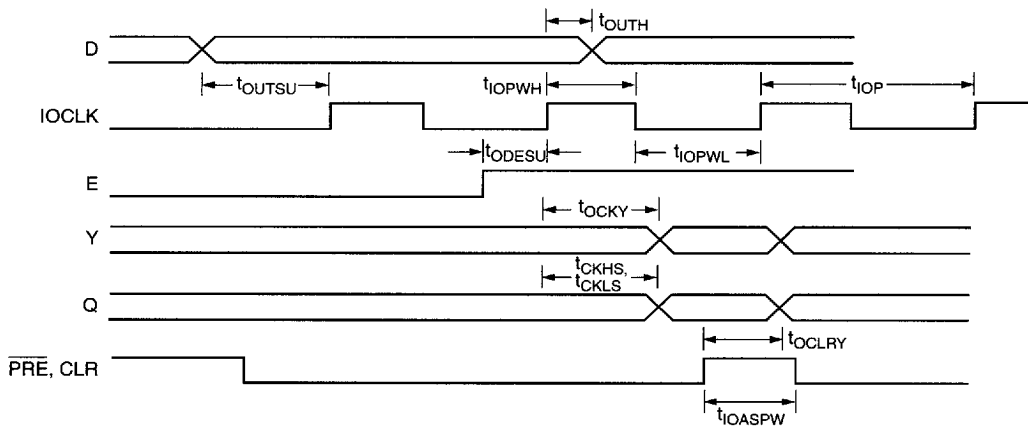 tOUTH
D
tOUTSU
tIOPWH
tIOP
IOCLK
tODESU
tIOPWL
E
tOCKY
Y
tCKHS,
tCKLS
Q
tOCLRY
PRE, CLR
tIOASPW